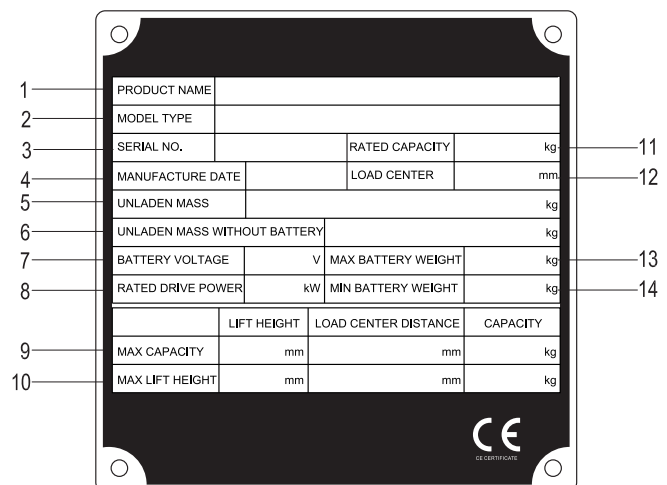 1 PRODUCT NAME
2 MODEL TYPE
3 SERIAL NO. RATED CAPACITY kg 11
4 MANUFACTURE DATE LOAD CENTER mm 12
5 UNLADEN MASS kg
6 UNLADEN MASS WITHOUT BATTERY kg
7 BATTERY VOLTAGE V MAX BATTERY WEIGHT kg 13
8 RATED DRIVE POWER kW MIN BATTERY WEIGHT kg 14
LIFT HEIGHT LOAD CENTER DISTANCE CAPACITY
9 MAX CAPACITY mm mm kg
10 MAX LIFT HEIGHT mm mm kg
CE
CE CERTIFICATE